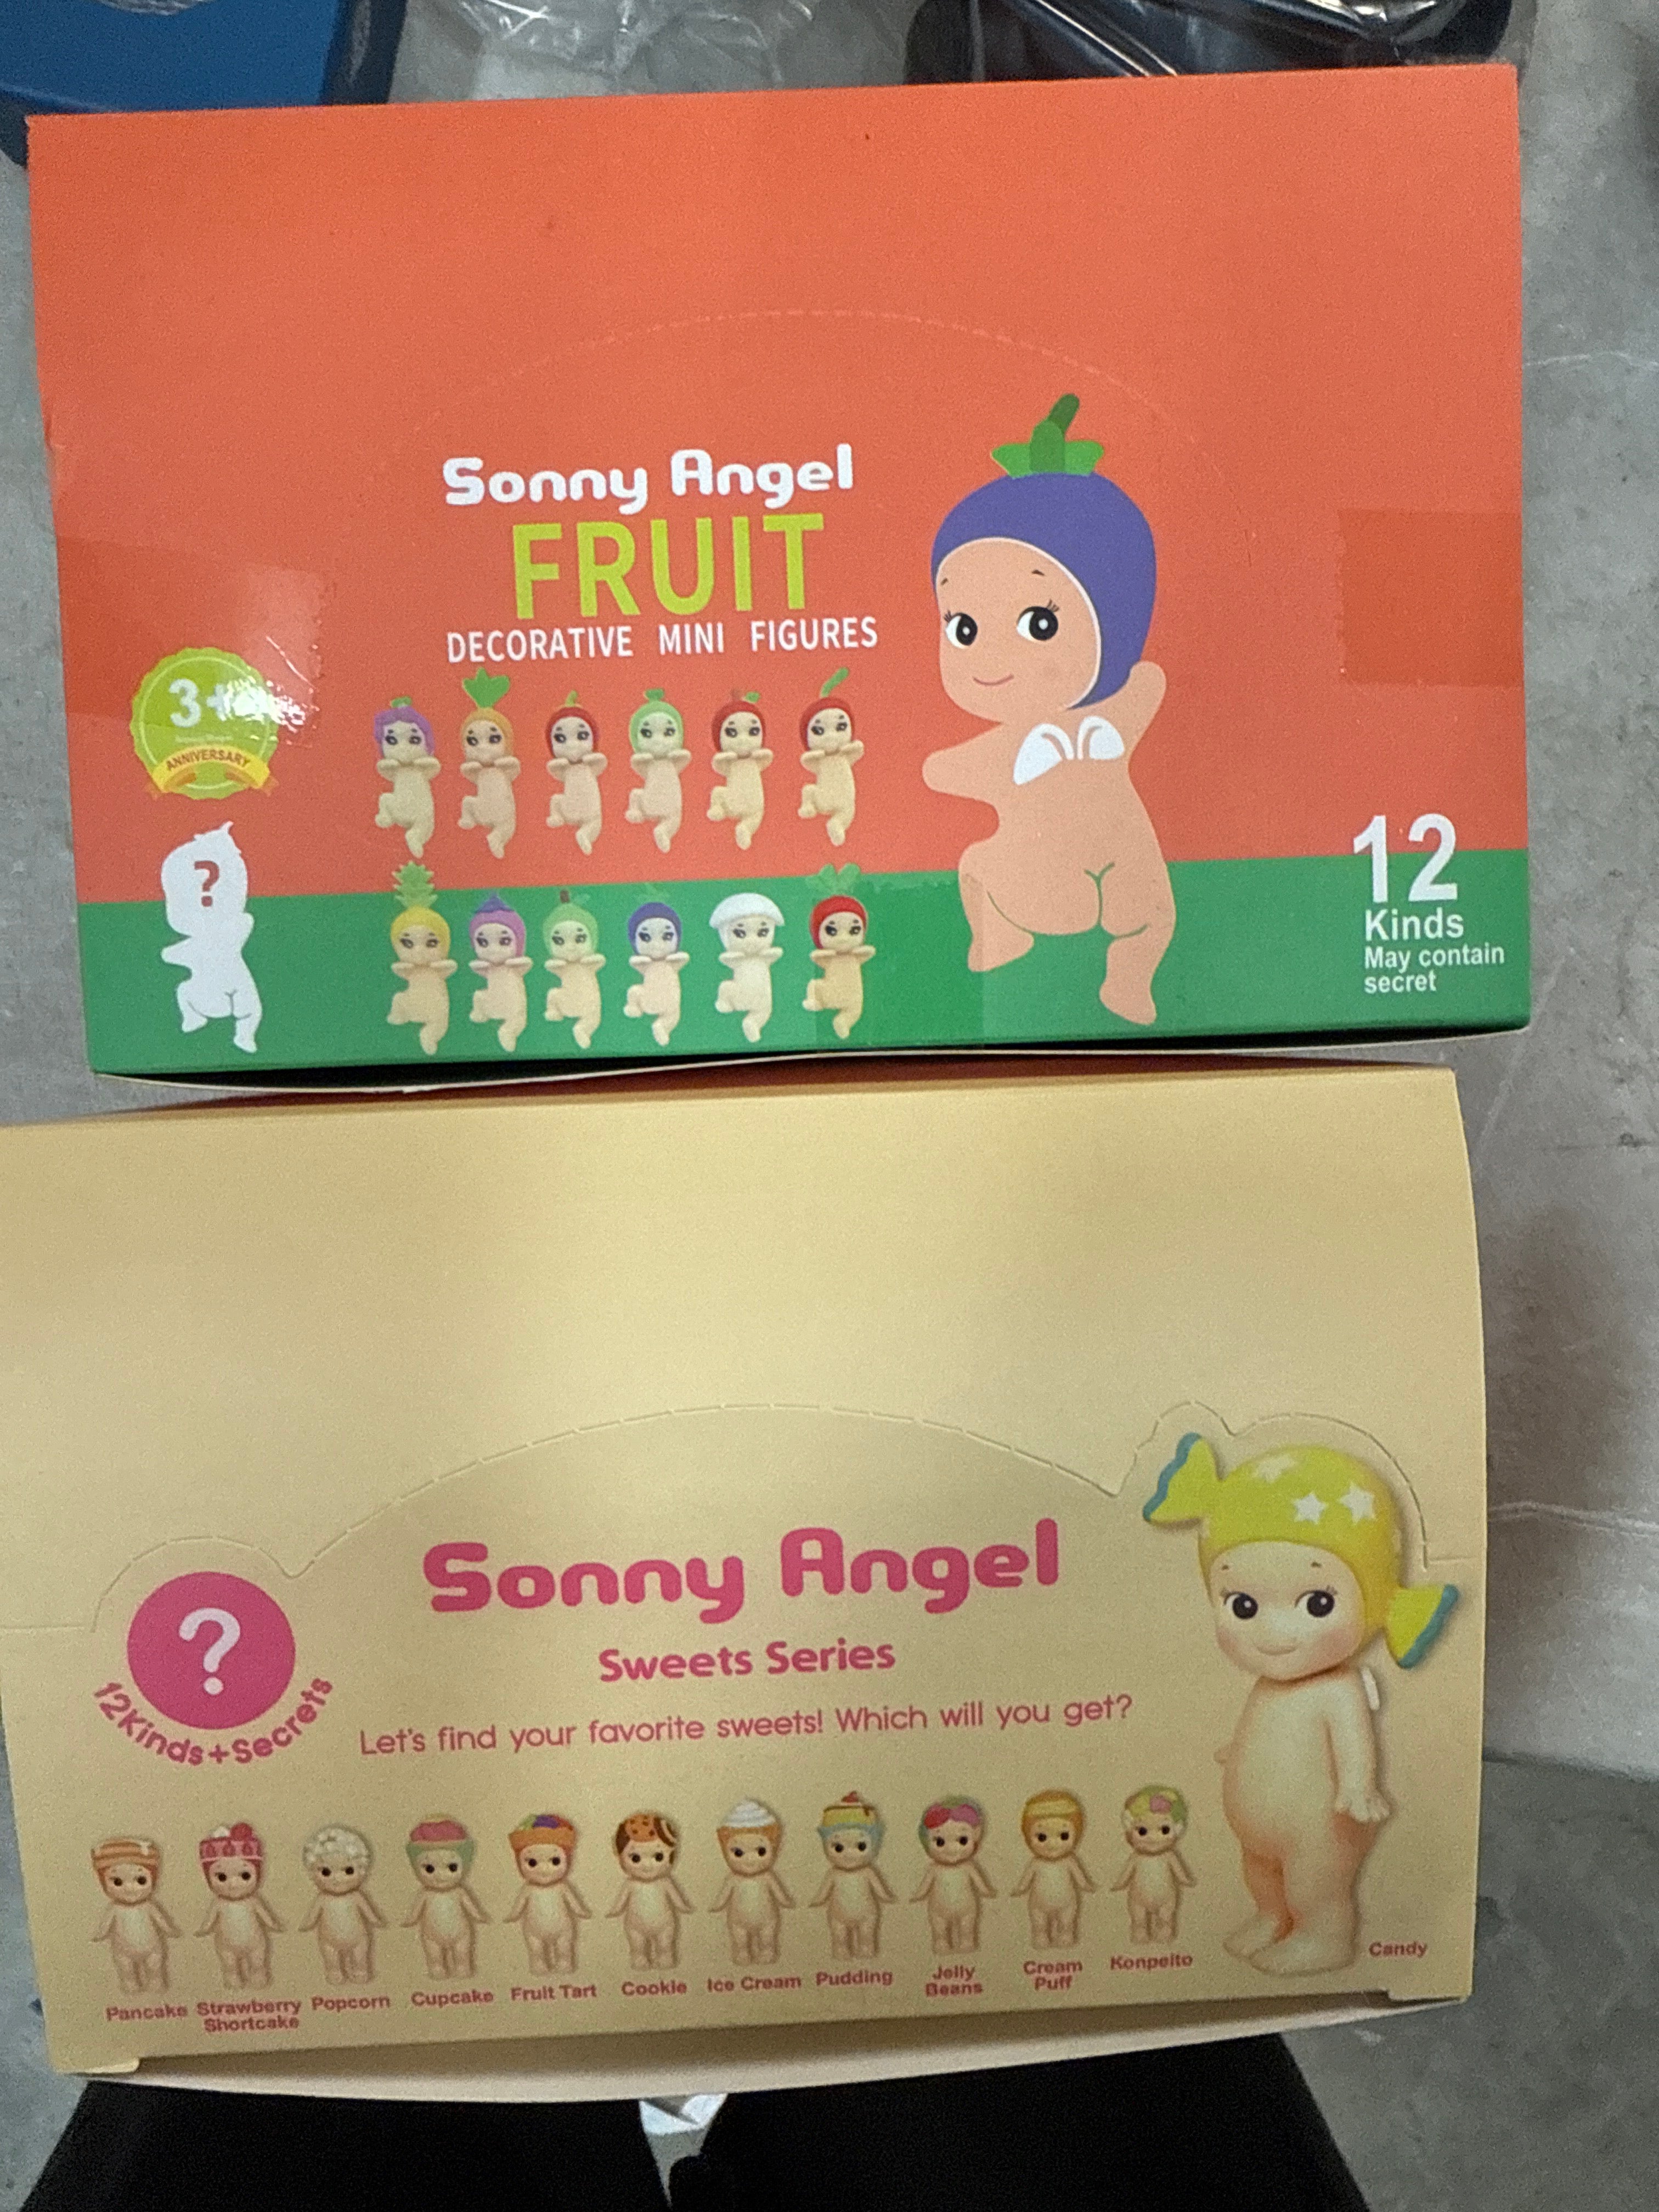 Sonny Angel
FRUIT
DECORATIVE MINI FIGURES
3+
ANNIVERSARY
?
12
Kinds
May contain
secret
?
12Kinds+Secrets
Sonny Angel
Sweets Series
Let's find your favorite sweets! Which will you get?
Pancake
Strawberry
Shortcake
Popcorn
Cupcake
Fruit Tart
Cookie
Ice Cream
Pudding
Jelly
Beans
Cream
Puff
Konpeito
Candy